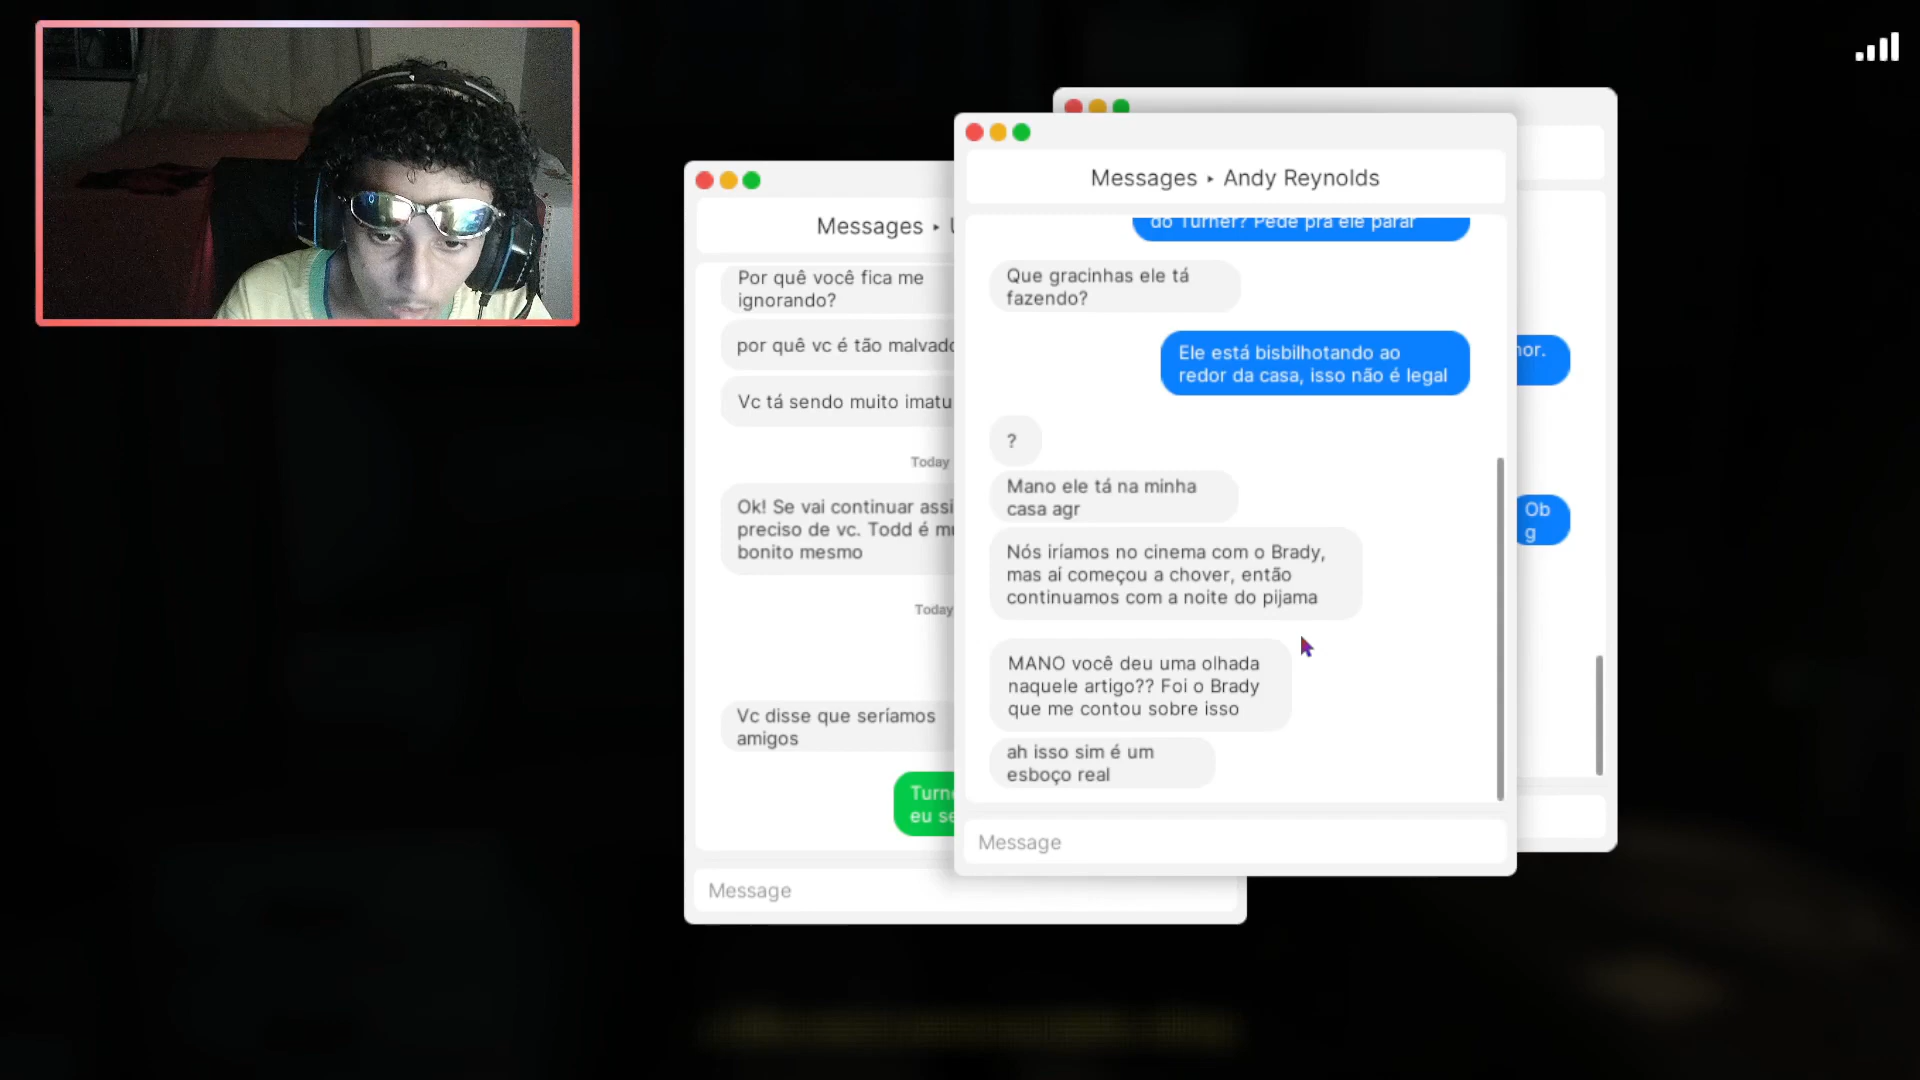 Messages ▸
Por quê você fica me
ignorando?
por quê vc é tão malvado
Vc tá sendo muito
Today
Ok! Se vai continuar
preciso de vc. Todd é
bonito mesmo
Today
Vc disse que seríamos
amigos
eu
Message
Messages ▸ Andy Reynolds
do Turner? Pede pra ele parar
Que gracinhas ele tá
fazendo?
Ele está bisbilhotando ao
redor da casa, isso não é legal
?
Mano ele tá na minha
casa agr
Nós iríamos no cinema com o Brady,
mas aí começou a chover, então
continuamos com a noite do pijama
MANO você deu uma olhada
naquele artigo?? Foi o Brady
que me contou sobre isso
ah isso sim é um
esboço real
Message
Ob
g